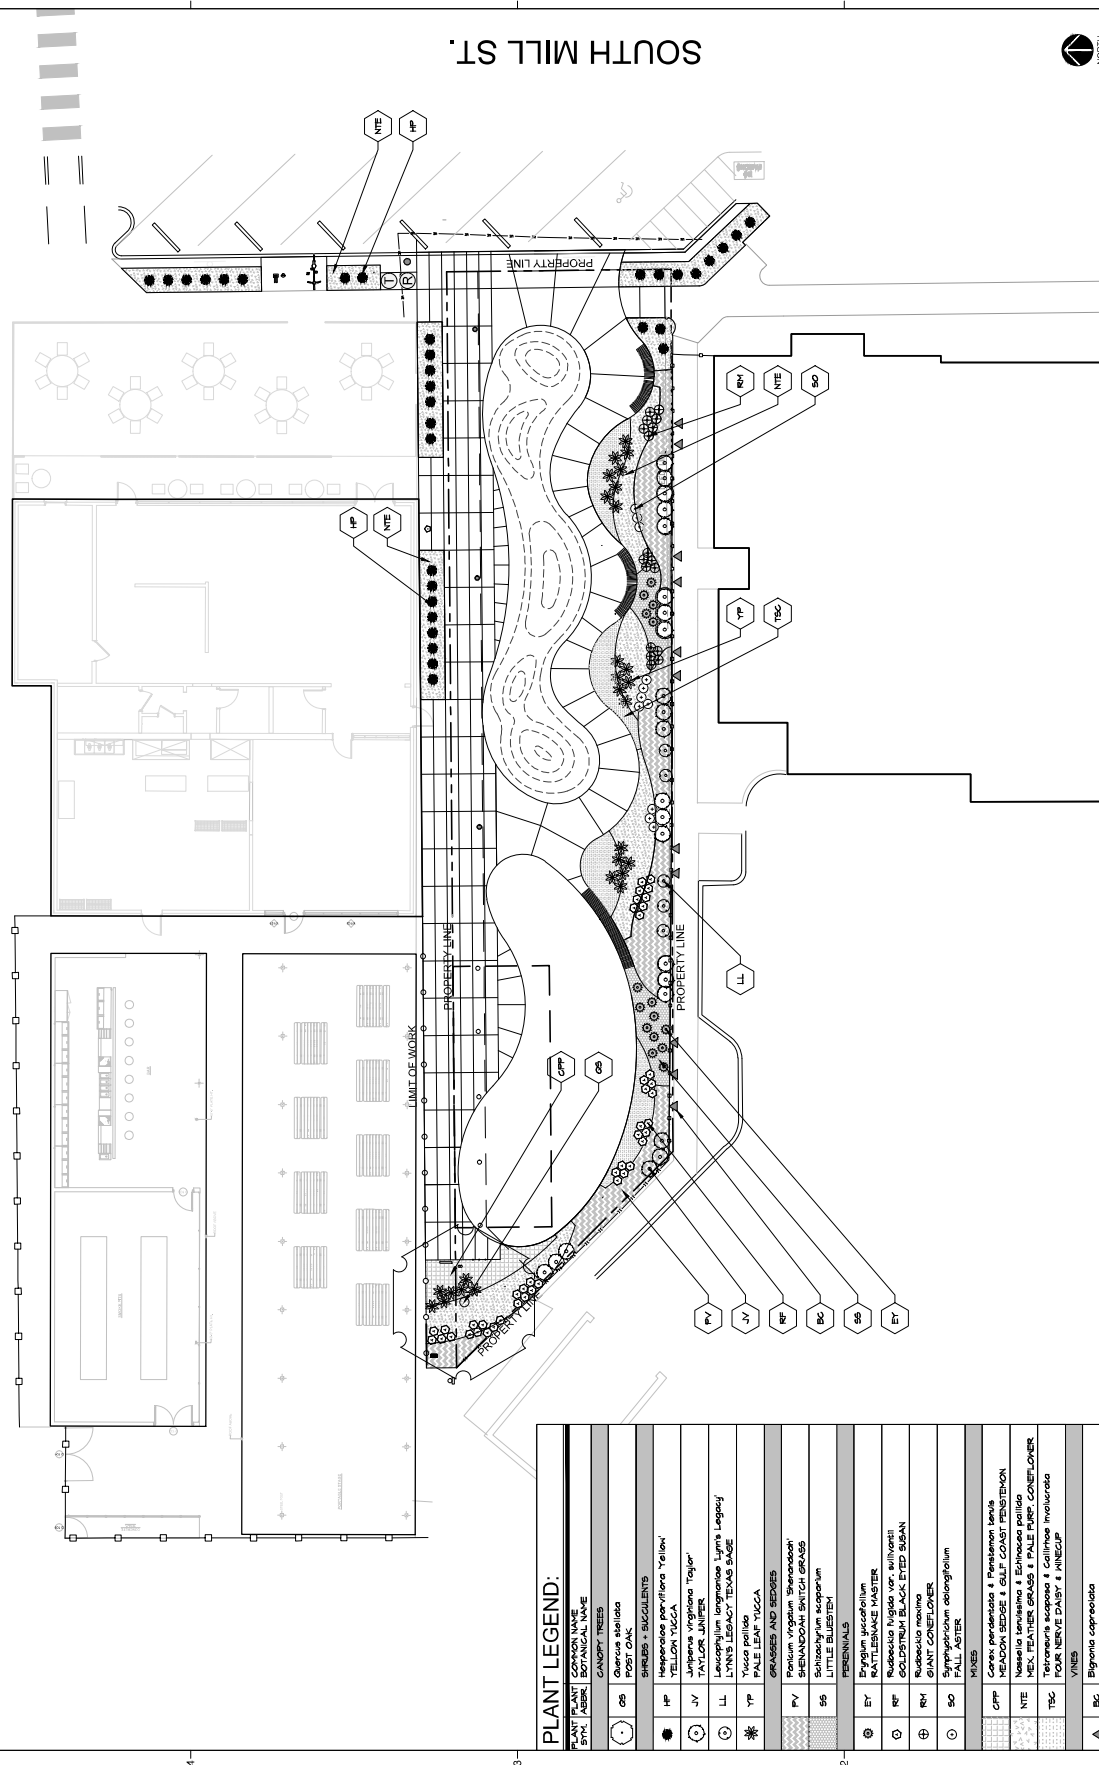 SOUTH MILL ST.
NORTH
NTE
HP
PROPERTY LINE
T
R
RM
NTE
SO
HP
NTE
YP
TSC
PROPERTY LINE
PROPERTY LINE
LL
LIMIT OF WORK
CPP
QS
PROPERTY LINE
PV
JV
RF
BC
SS
EY
PLANT LEGEND:
PLANT SYM.
PLANT ABBR.
COMMON NAME
BOTANICAL NAME
CANOPY TREES
QS
Quercus stellata
POST OAK
SHRUBS + SUCCULENTS
HP
Hesperaloe parviflora 'Yellow'
YELLOW YUCCA
JV
Juniperus virginiana 'Taylor'
TAYLOR JUNIPER
LL
Leucophyllum langmaniae 'Lynn's Legacy'
LYNN'S LEGACY TEXAS SAGE
YP
Yucca pallida
PALE LEAF YUCCA
GRASSES AND SEDGES
PV
Panicum virgatum 'Shenandoah'
SHENANDOAH SWITCH GRASS
SS
Schizachyrium scoparium
LITTLE BLUESTEM
PERENNIALS
EY
Eryngium yuccafolium
RATTLESNAKE MASTER
RF
Rudbeckia fulgida var. sullivantii
GOLDSTRUM BLACK EYED SUSAN
RM
Rudbeckia maxima
GIANT CONEFLOWER
SO
Symphyotrichum oblongifolium
FALL ASTER
MIXES
CPP
Carex perdentata & Penstemon tenuis
MEADOW SEDGE & GULF COAST PENSTEMON
NTE
Nassella tenuissima & Echinacea pallida
MEX. FEATHER GRASS & PALE PURP. CONEFLOWER
TSC
Tetraneuris scaposa & Callirhoe involucrata
FOUR NERVE DAISY & WINECUP
VINES
BC
Bignonia capreolata
3
2